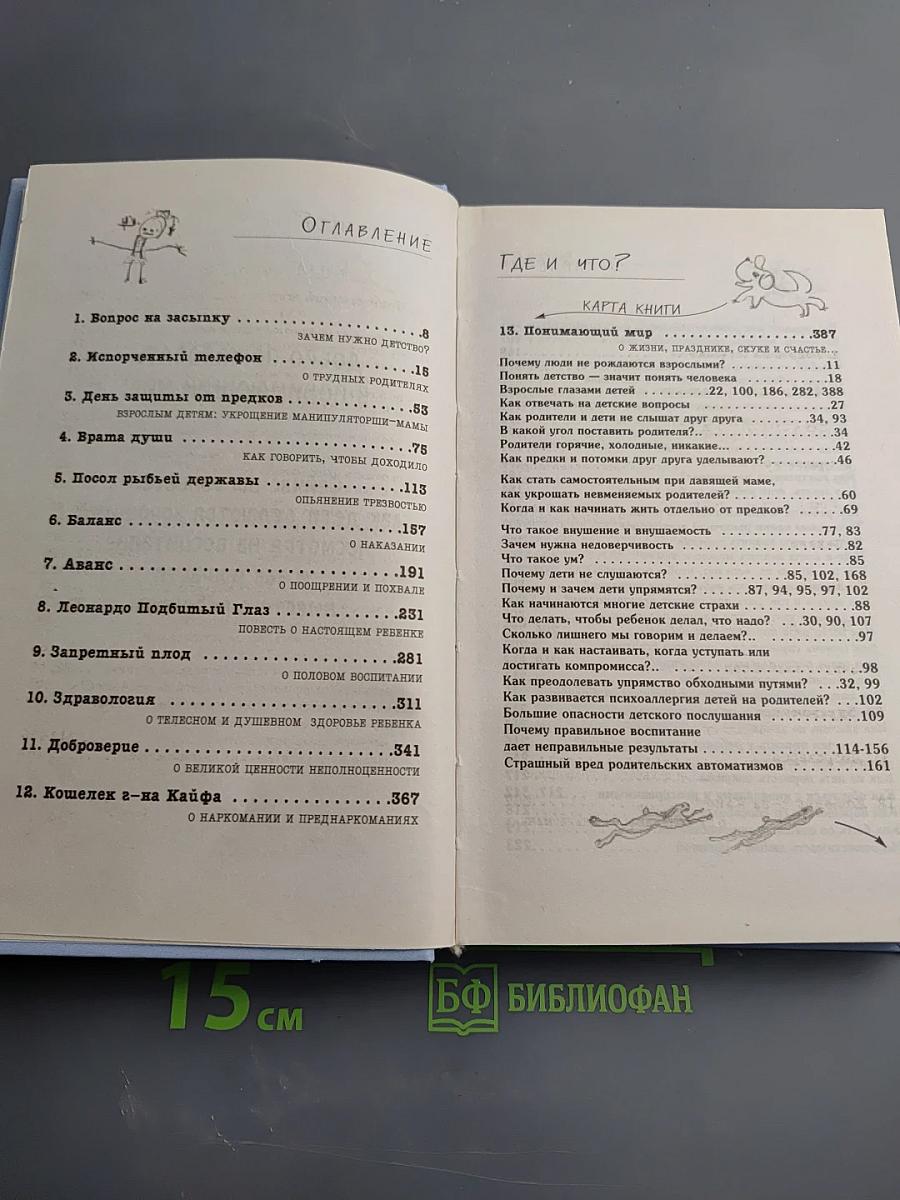 Оглавление
1. Вопрос на засыпку ......................8
ЗАЧЕМ НУЖНО ДЕТСТВО?
2. Испорченный телефон ................15
О ТРУДНЫХ РОДИТЕЛЯХ
3. День защиты от предков .............53
ВЗРОСЛЫМ ДЕТЯМ: УКРОЩЕНИЕ МАНИПУЛЯТОРШИ-МАМЫ
4. Врата души .........................75
КАК ГОВОРИТЬ, ЧТОБЫ ДОХОДИЛО
5. Посол рыбьей державы ..............113
ОПЬЯНЕНИЕ ТРЕЗВОСТЬЮ
6. Баланс ............................157
О НАКАЗАНИИ
7. Аванс .............................191
О ПООЩРЕНИИ И ПОХВАЛЕ
8. Леонардо Подбитый Глаз ............231
ПОВЕСТЬ О НАСТОЯЩЕМ РЕБЕНКЕ
9. Запретный плод ....................281
О ПОЛОВОМ ВОСПИТАНИИ
10. Здравология ......................311
О ТЕЛЕСНОМ И ДУШЕВНОМ ЗДОРОВЬЕ РЕБЕНКА
11. Доброверие .......................341
О ВЕЛИКОЙ ЦЕННОСТИ НЕПОЛНОЦЕННОСТИ
12. Кошелек г-на Кайфа ...............367
О НАРКОМАНИИ И ПРЕДНАРКОМАНИЯХ
Где и что?
КАРТА КНИГИ
13. Понимающий мир ...................387
О ЖИЗНИ, ПРАЗДНИКЕ, СКУКЕ И СЧАСТЬЕ...
Почему люди не рождаются взрослыми? .............11
Понять детство — значит понять человека ............18
Взрослые глазами детей .........22, 100, 186, 282, 388
Как отвечать на детские вопросы ...................27
Как родители и дети не слышат друг друга .........34, 93
В какой угол поставить родителя?.. .................34
Родители горячие, холодные, никакие... .............42
Как предки и потомки друг друга уделывают? .........46
Как стать самостоятельным при давящей маме,
как укрощать невменяемых родителей? ...............60
Когда и как начинать жить отдельно от предков? ......69
Что такое внушение и внушаемость ..............77, 83
Зачем нужна недоверчивость .......................82
Что такое ум? ...................................85
Почему дети не слушаются? .............85, 102, 168
Почему и зачем дети упрямятся? ......87, 94, 95, 97, 102
Как начинаются многие детские страхи ...............88
Что делать, чтобы ребенок делал, что надо? ...30, 90, 107
Сколько лишнего мы говорим и делаем?.. .............97
Когда и как настаивать, когда уступать или
достигать компромисса?.. ..........................98
Как преодолевать упрямство обходными путями? ...32, 99
Как развивается психоаллергия детей на родителей? ...102
Большие опасности детского послушания ............109
Почему правильное воспитание
дает неправильные результаты ..................114-156
Страшный вред родительских автоматизмов ..........161
15 см
БФ БИБЛИОФАН